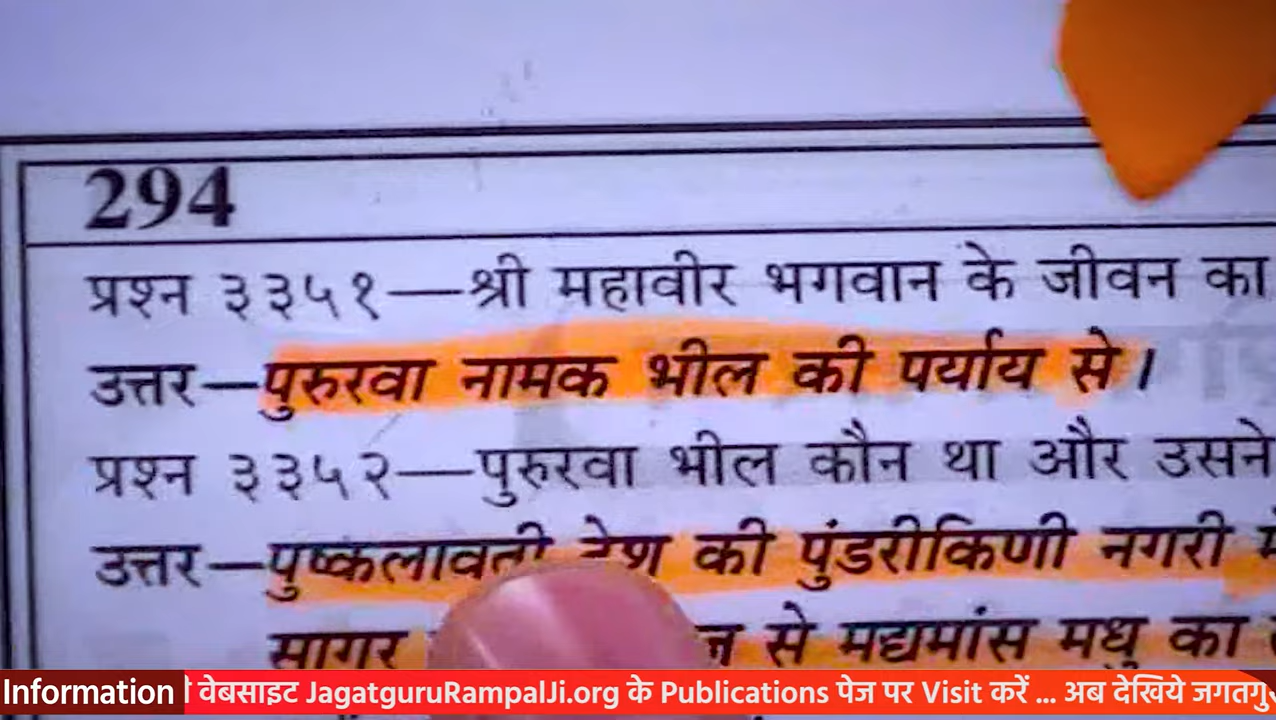 294
प्रश्न ३३५१—श्री महावीर भगवान के जीवन का
उत्तर—पुरुरवा नामक भील की पर्याय से।
प्रश्न ३३५२—पुरुरवा भील कौन था और उसने
उत्तर—पुष्कलावती देश की पुंडरीकिणी नगरी
सागर से मद्यमांस मधु का
Information वेबसाइट JagatguruRampalJi.org के Publications पेज पर Visit करें ... अब देखिये